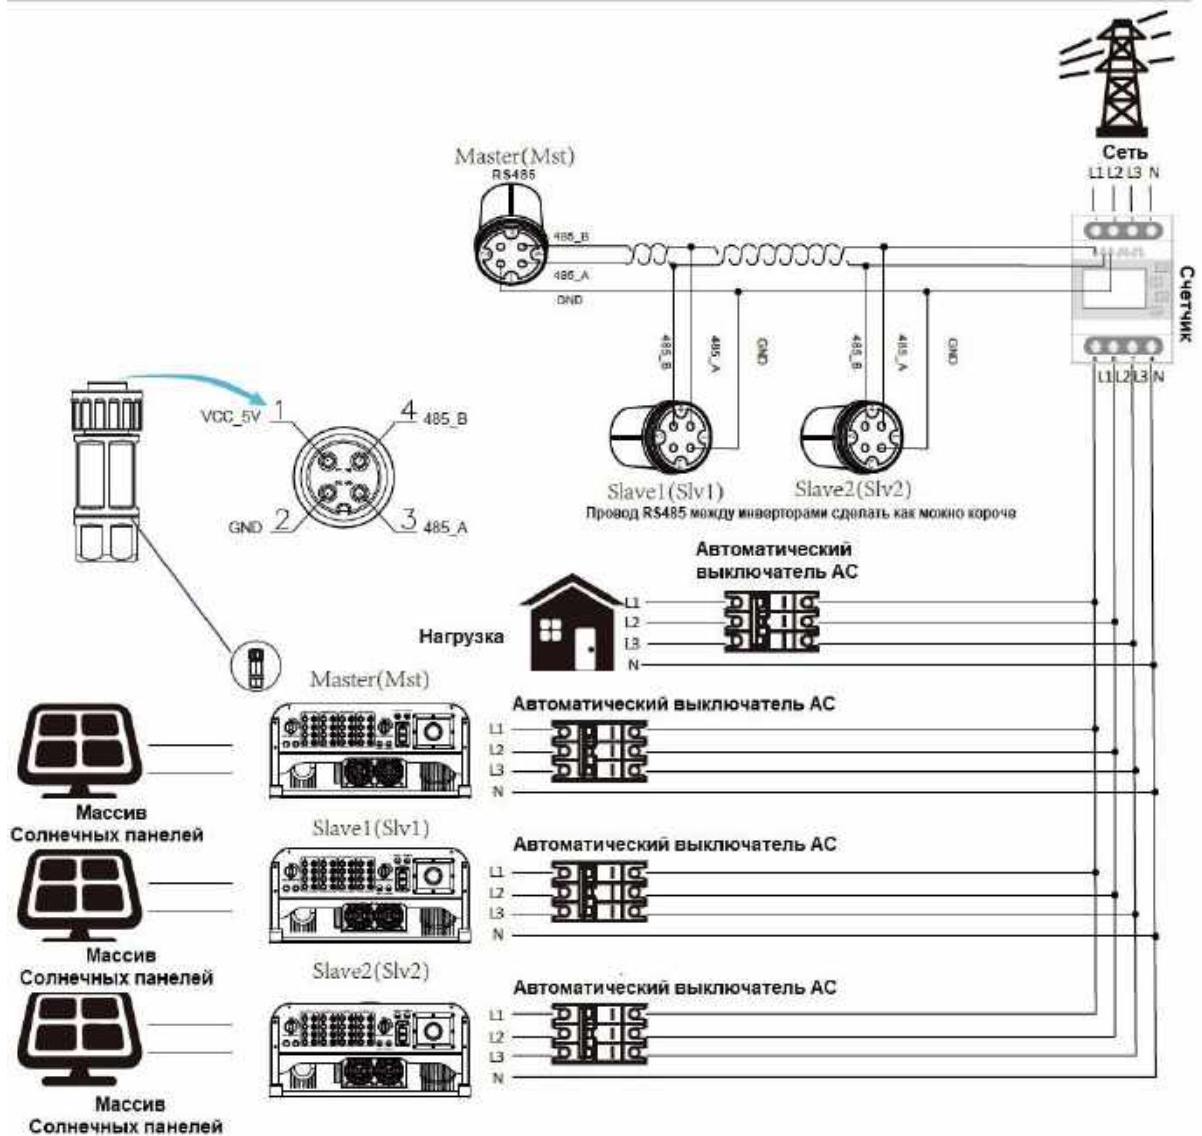 Сеть
L1 L2 L3 N
Master(Mst)
RS485
485_B
485_A
GND
Счетчик
485_B
485_A
GND
485_B
485_A
GND
L1 L2 L3 N
VCC_5V 1
4 485_B
GND 2
3 485_A
Slave1(Slv1)
Slave2(Slv2)
Провод RS485 между инверторами сделать как можно короче
Автоматический
выключатель АС
Нагрузка
L1
L2
L3
N
Master(Mst)
Автоматический выключатель АС
L1
L2
L3
N
Массив
Солнечных панелей
Slave1(Slv1)
Автоматический выключатель АС
L1
L2
L3
N
Массив
Солнечных панелей
Slave2(Slv2)
Автоматический выключатель АС
L1
L2
L3
N
Массив
Солнечных панелей